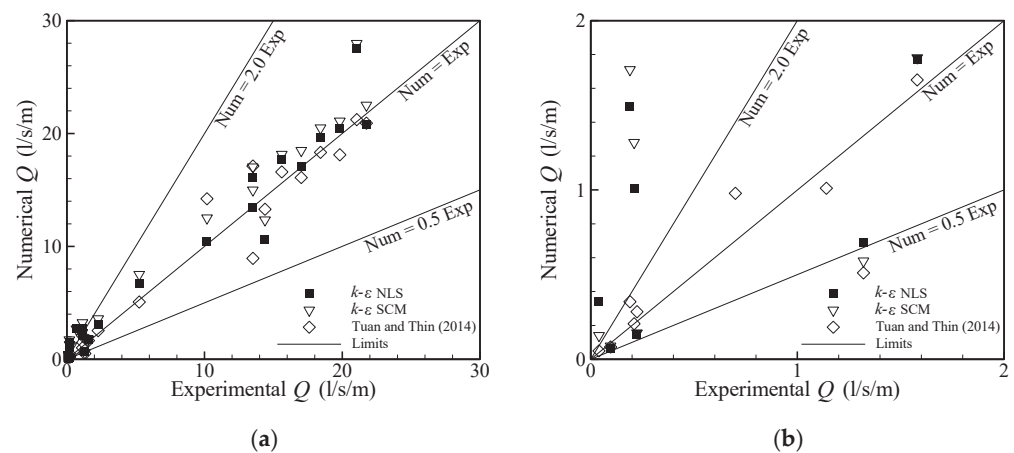 30
20
10
0
0
10
20
30
Numerical Q (l/s/m)
Experimental Q (l/s/m)
Num = 2.0 Exp
Num = Exp
Num = 0.5 Exp
k-ε NLS
k-ε SCM
Tuan and Thin (2014)
Limits
(a)
2
1
0
0
1
2
Numerical Q (l/s/m)
Experimental Q (l/s/m)
Num = 2.0 Exp
Num = Exp
Num = 0.5 Exp
k-ε NLS
k-ε SCM
Tuan and Thin (2014)
Limits
(b)